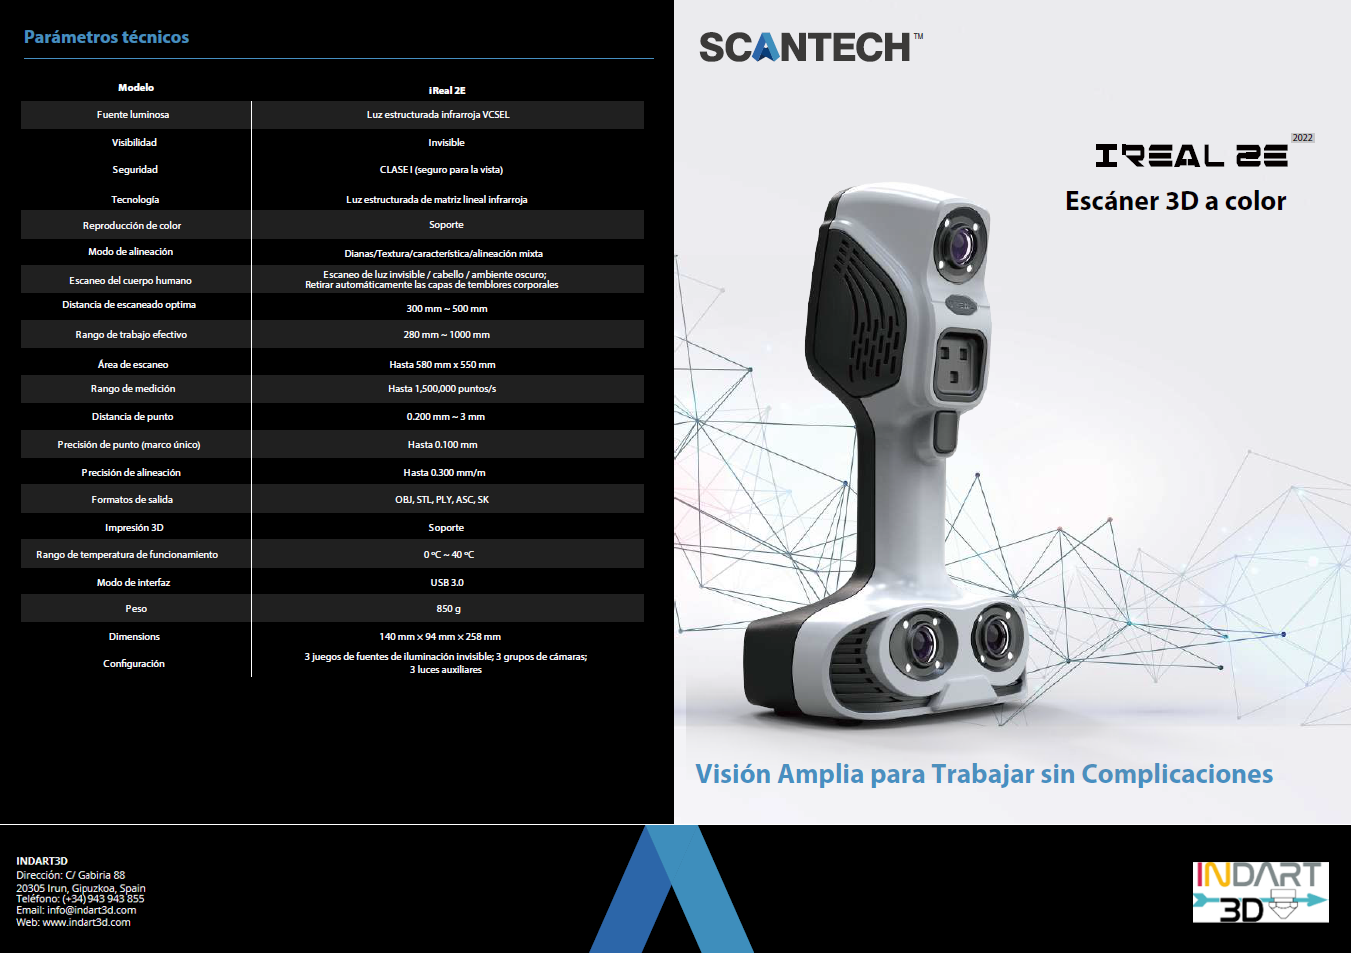 Parámetros técnicos
Modelo
iReal 2E
Fuente luminosa
Luz estructurada infrarroja VCSEL
Visibilidad
Invisible
Seguridad
CLASE I (seguro para la vista)
Tecnología
Luz estructurada de matriz lineal infrarroja
Reproducción de color
Soporte
Modo de alineación
Dianas/Textura/característica/alineación mixta
Escaneo del cuerpo humano
Escaneo de luz invisible / cabello / ambiente oscuro;
Retirar automáticamente las capas de temblores corporales
Distancia de escaneado optima
300 mm ~ 500 mm
Rango de trabajo efectivo
280 mm ~ 1000 mm
Área de escaneo
Hasta 580 mm x 550 mm
Rango de medición
Hasta 1,500,000 puntos/s
Distancia de punto
0.200 mm ~ 3 mm
Precisión de punto (marco único)
Hasta 0.100 mm
Precisión de alineación
Hasta 0.300 mm/m
Formatos de salida
OBJ, STL, PLY, ASC, SK
Impresión 3D
Soporte
Rango de temperatura de funcionamiento
0 ºC ~ 40 ºC
Modo de interfaz
USB 3.0
Peso
850 g
Dimensions
140 mm × 94 mm × 258 mm
Configuración
3 juegos de fuentes de iluminación invisible; 3 grupos de cámaras;
3 luces auxiliares
INDART3D
Dirección: C/ Gabiria 88
20305 Irun, Gipuzkoa, Spain
Teléfono: (+34) 943 943 855
Email: info@indart3d.com
Web: www.indart3d.com
SCANTECH™
IREAL 2E
2022
Escáner 3D a color
Visión Amplia para Trabajar sin Complicaciones
INDART
3D